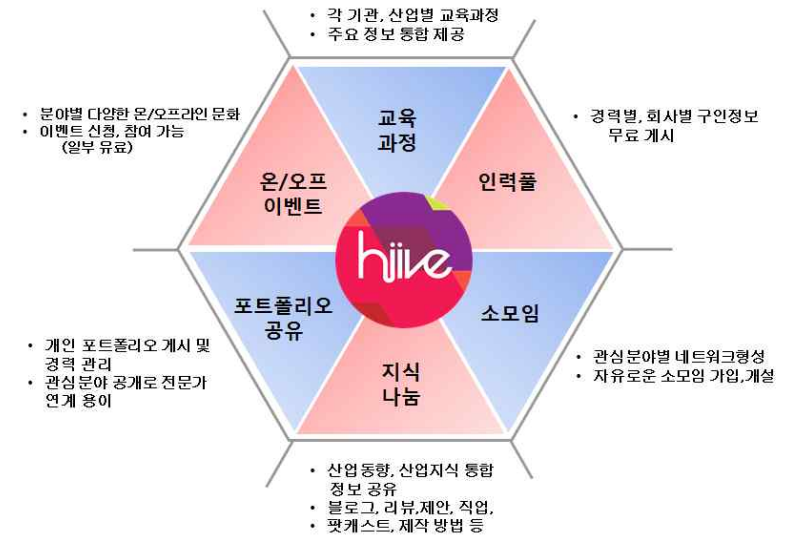 • 각 기관, 산업별 교육과정
• 주요 정보 통합 제공
• 분야별 다양한 온/오프라인 문화
• 이벤트 신청, 참여 가능
(일부 유료)
• 경력별, 회사별 구인정보
무료 게시
교육
과정
온/오프
이벤트
인력풀
hiive
포트폴리오
공유
소모임
지식
나눔
• 개인 포트폴리오 게시 및
경력 관리
• 관심분야 공개로 전문가
연계 용이
• 관심분야별 네트워크형성
• 자유로운 소모임 가입,개설
• 산업동향, 산업지식 통합
정보 공유
• 블로그, 리뷰,제안, 직업,
• 팟캐스트, 제작 방법 등